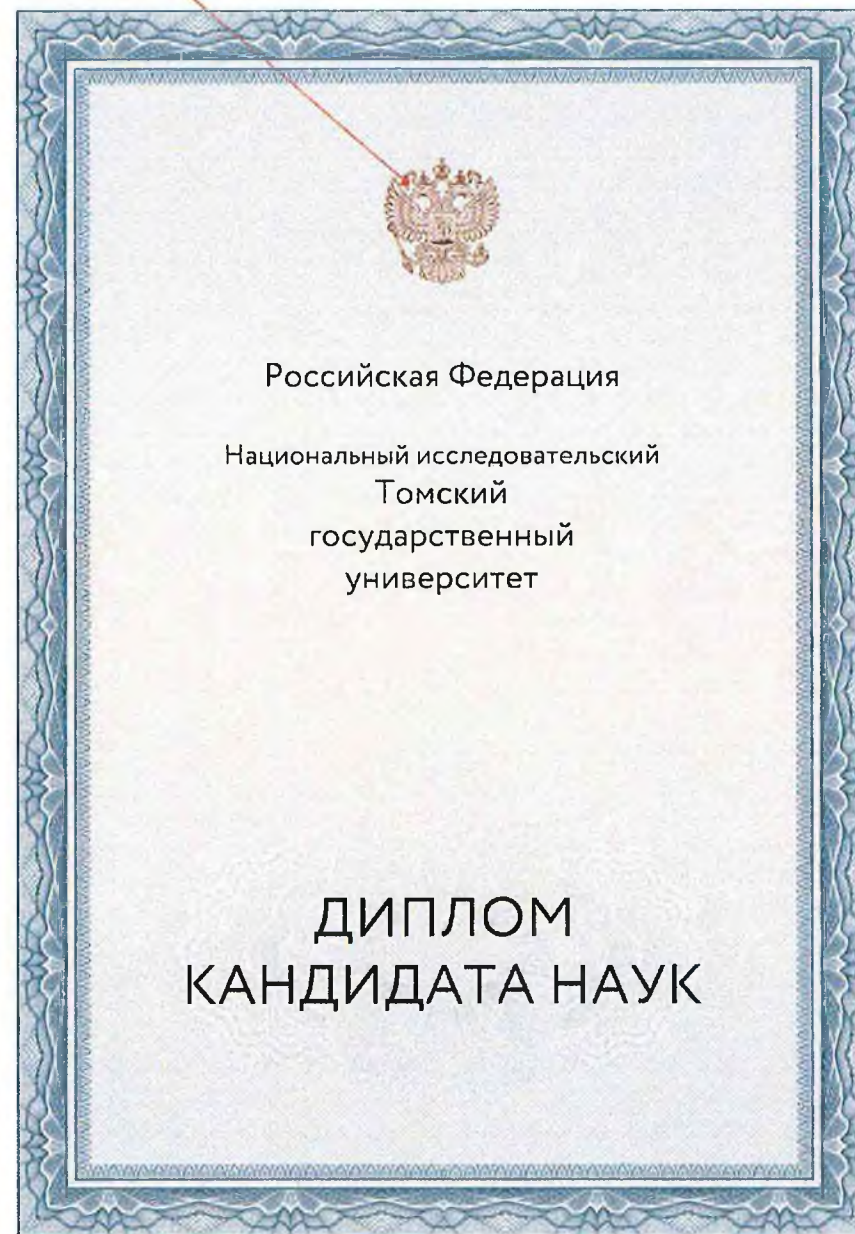 Российская Федерация
Национальный исследовательский
Томский
государственный
университет
ДИПЛОМ
КАНДИДАТА НАУК